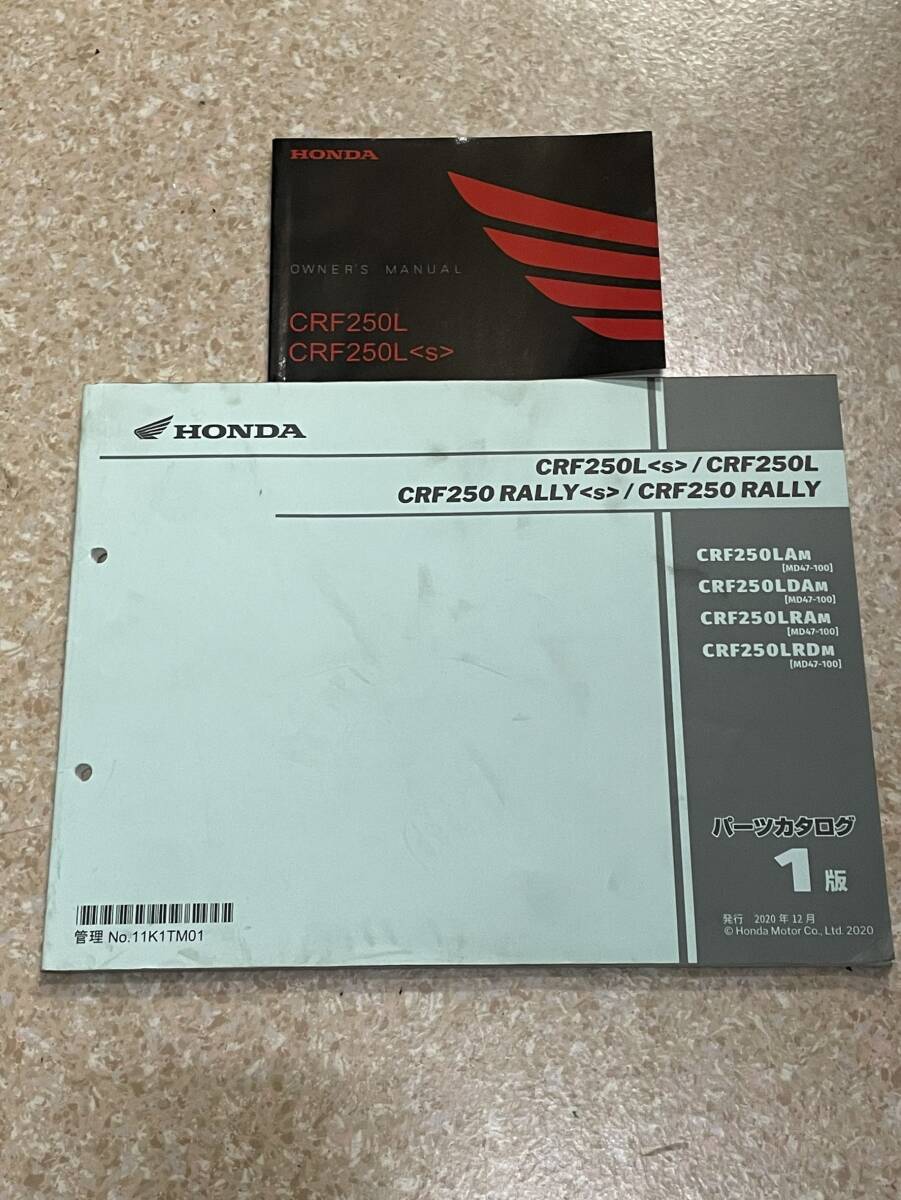 HONDA
OWNER'S MANUAL
CRF250L
CRF250L<s>
HONDA
CRF250L<s> / CRF250L
CRF250 RALLY<s> / CRF250 RALLY
CRF250LAM
[MD47-100]
CRF250LDAM
[MD47-100]
CRF250LRAM
[MD47-100]
CRF250LRDM
[MD47-100]
パーツカタログ
1版
発行 2020年12月
© Honda Motor Co., Ltd. 2020
管理 No.11K1TM01